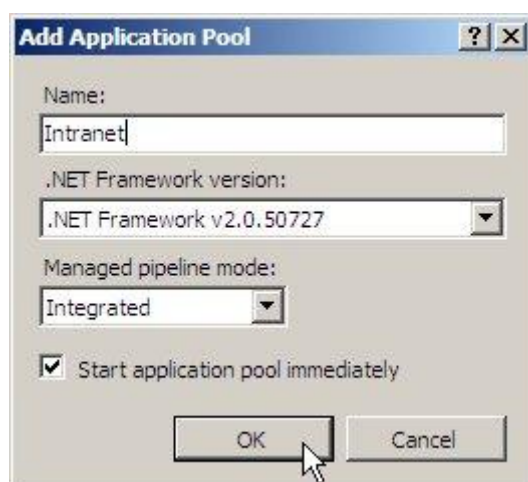 Add Application Pool
Name:
Intranet
.NET Framework version:
.NET Framework v2.0.50727
Managed pipeline mode:
Integrated
Start application pool immediately
OK Cancel